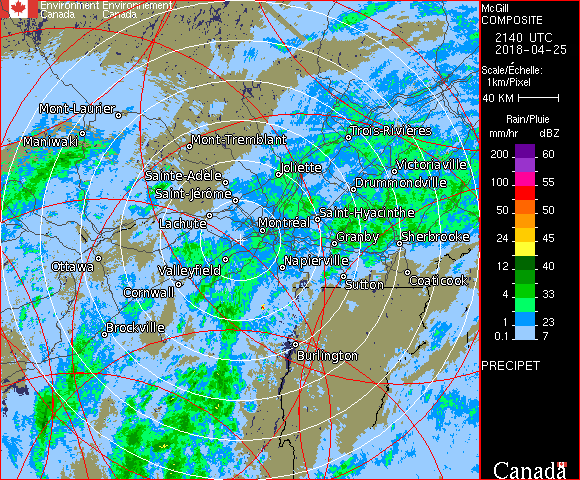 Environment Environnement
Canada Canada
McGill
COMPOSITE
2140 UTC
2018-04-25
Scale/Échelle:
1km/Pixel
40 KM
Rain/Pluie
mm/hr dBZ
200 60
100 55
50 50
24 45
12 40
4 33
1 23
0.1 7
PRECIPET
Canada
Mont-Laurier
Maniwaki
Mont-Tremblant
Trois-Rivières
Sainte-Adèle
Joliette
Victoriaville
Saint-Jérôme
Drummondville
Lachute
Montréal
Saint-Hyacinthe
Granby
Sherbrooke
Ottawa
Valleyfield
Napierville
Cornwall
Sutton
Coaticook
Brockville
Burlington